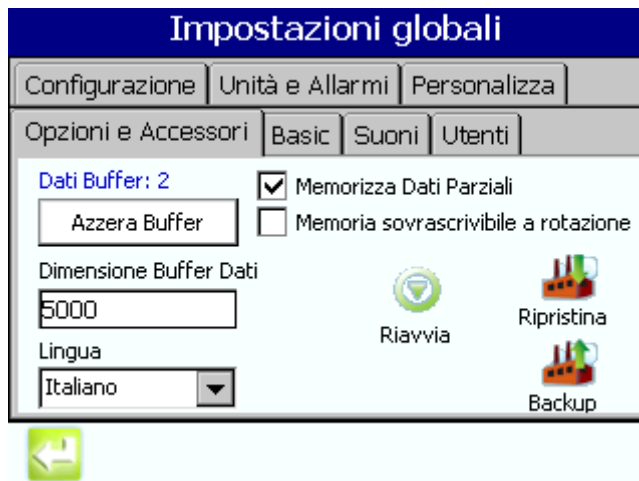 Impostazioni globali
Configurazione Unità e Allarmi Personalizza
Opzioni e Accessori Basic Suoni Utenti
Dati Buffer: 2
Memorizza Dati Parziali
Azzera Buffer
Memoria sovrascrivibile a rotazione
Dimensione Buffer Dati
5000
Riavvia
Ripristina
Lingua
Italiano
Backup